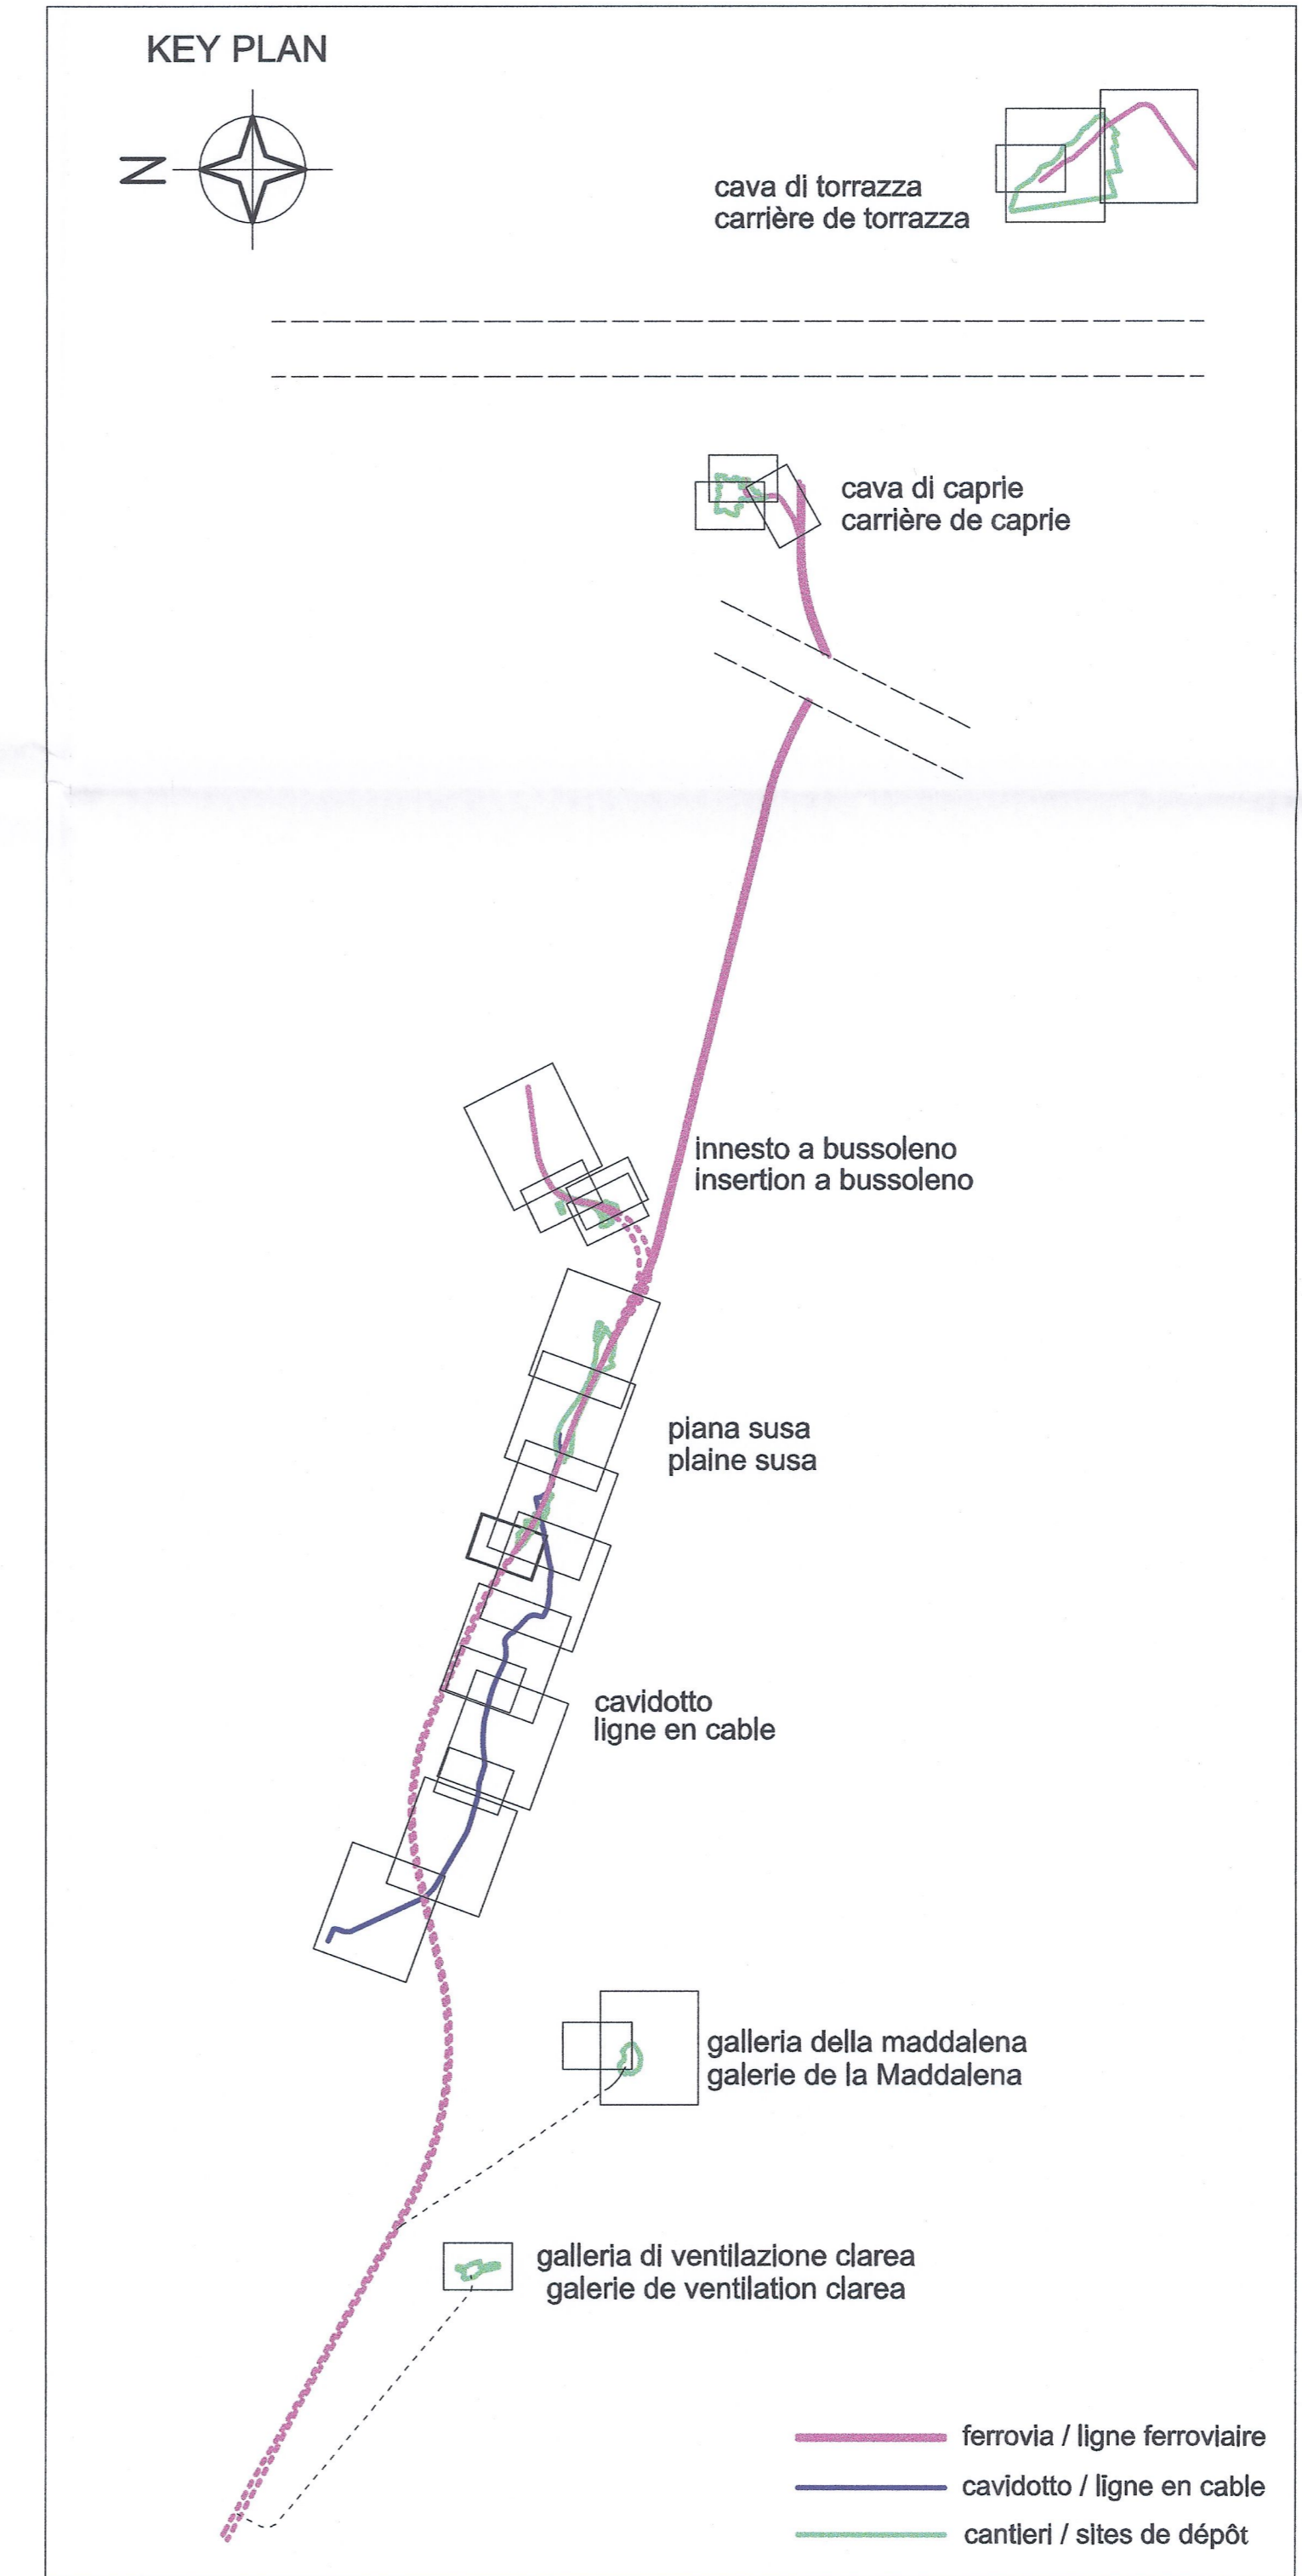 KEY PLAN
N
cava di torrazza
carrière de torrazza
cava di caprie
carrière de caprie
innesto a bussoleno
insertion a bussoleno
piana susa
plaine susa
cavidotto
ligne en cable
galleria della maddalena
galerie de la Maddalena
galleria di ventilazione clarea
galerie de ventilation clarea
ferrovia / ligne ferroviaire
cavidotto / ligne en cable
cantieri / sites de dépôt